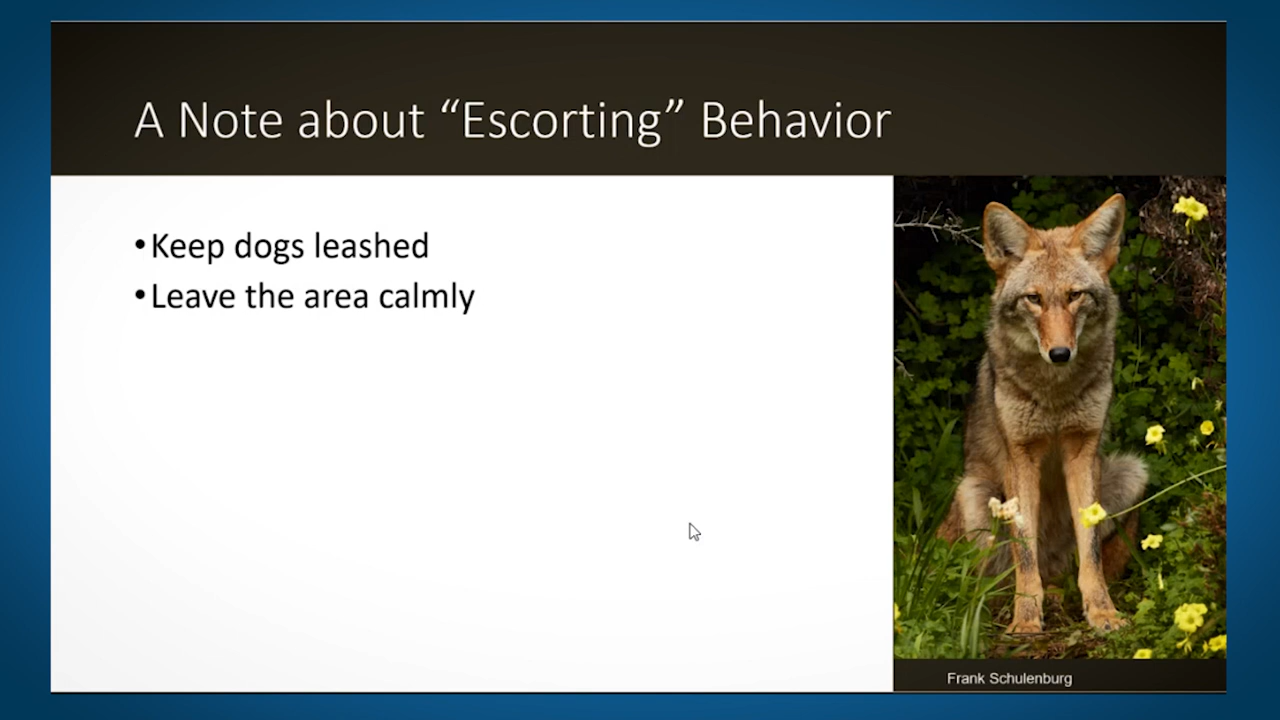 A Note about “Escorting” Behavior
•Keep dogs leashed
•Leave the area calmly
Frank Schulenburg